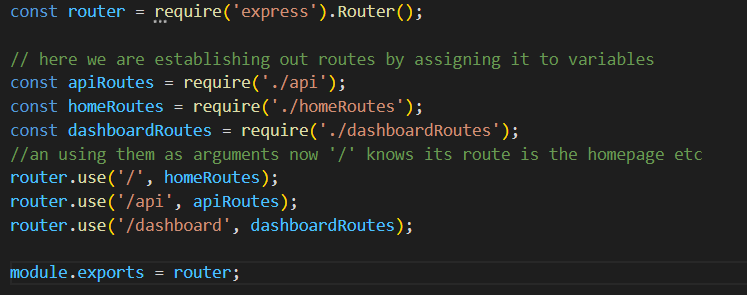 const router = require('express').Router();
// here we are establishing out routes by assigning it to variables
const apiRoutes = require('./api');
const homeRoutes = require('./homeRoutes');
const dashboardRoutes = require('./dashboardRoutes');
//an using them as arguments now '/' knows its route is the homepage etc
router.use('/', homeRoutes);
router.use('/api', apiRoutes);
router.use('/dashboard', dashboardRoutes);
module.exports = router;